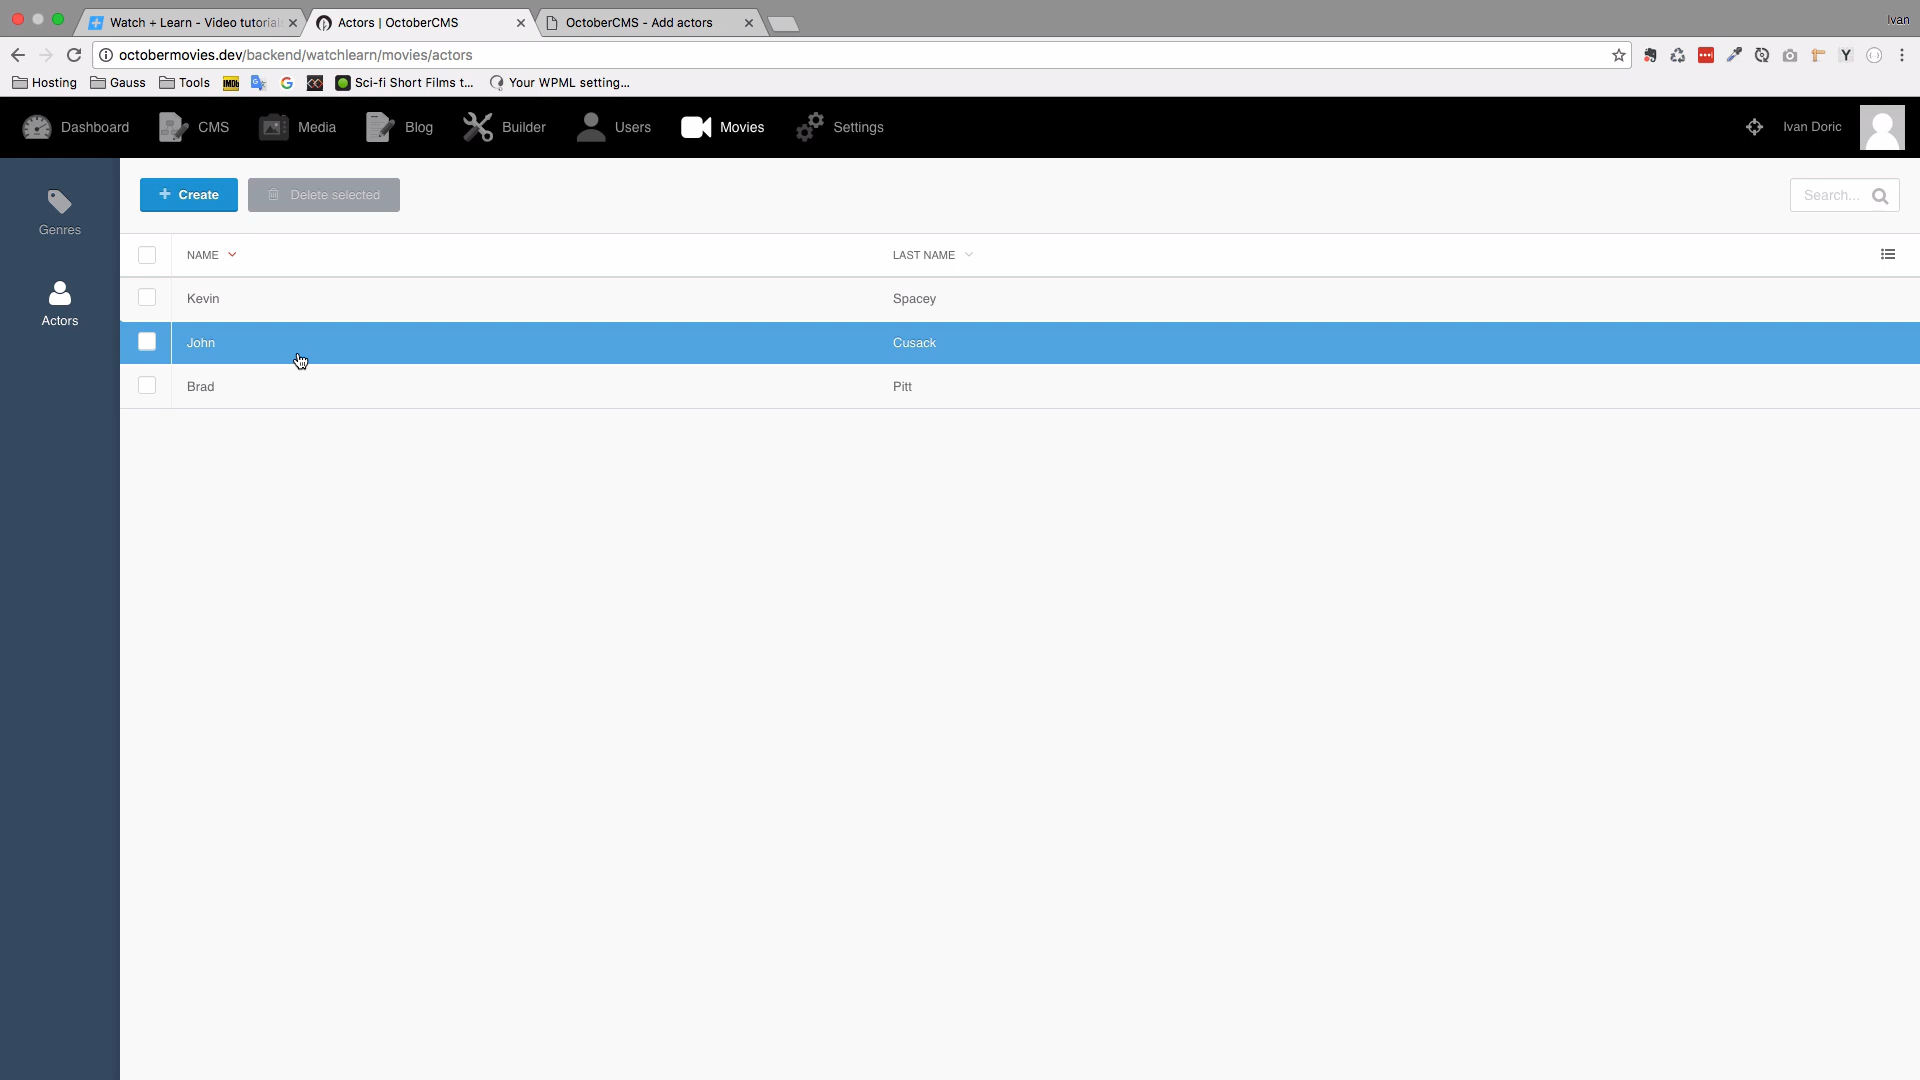 Watch + Learn - Video tutorial
Actors | OctoberCMS
OctoberCMS - Add actors
Ivan
octobermovies.dev/backend/watchlearn/movies/actors
Hosting
Gauss
Tools
IMDb
Sci-fi Short Films t...
Your WPML setting...
Dashboard
CMS
Media
Blog
Builder
Users
Movies
Settings
Ivan Doric
Genres
Actors
+ Create
Delete selected
Search...
NAME
LAST NAME
Kevin
Spacey
John
Cusack
Brad
Pitt